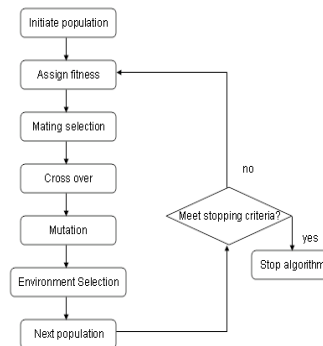 Initiate population
Assign fitness
Mating selection
Cross over
Mutation
Environment Selection
Next population
no
Meet stopping criteria?
yes
Stop algorithm